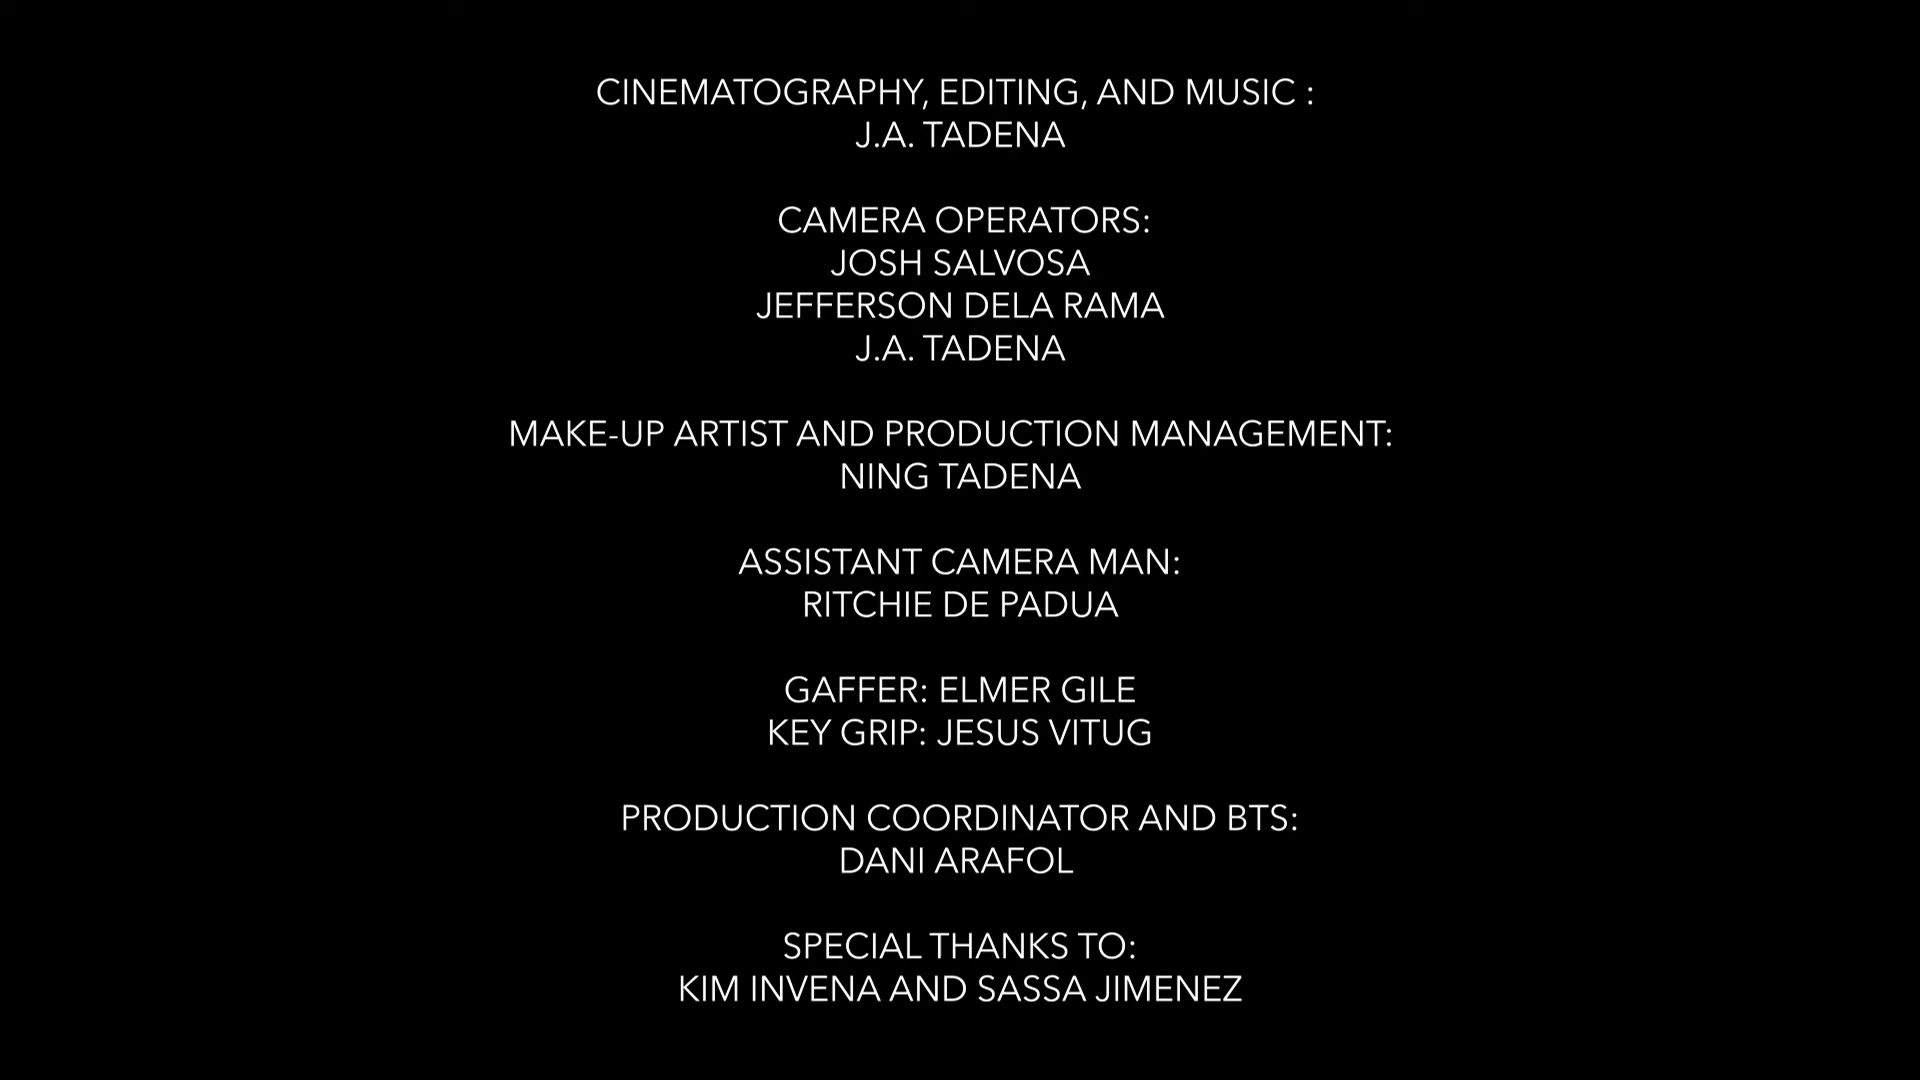 CINEMATOGRAPHY, EDITING, AND MUSIC :
J.A. TADENA
CAMERA OPERATORS:
JOSH SALVOSA
JEFFERSON DELA RAMA
J.A. TADENA
MAKE-UP ARTIST AND PRODUCTION MANAGEMENT:
NING TADENA
ASSISTANT CAMERA MAN:
RITCHIE DE PADUA
GAFFER: ELMER GILE
KEY GRIP: JESUS VITUG
PRODUCTION COORDINATOR AND BTS:
DANI ARAFOL
SPECIAL THANKS TO:
KIM INVENA AND SASSA JIMENEZ